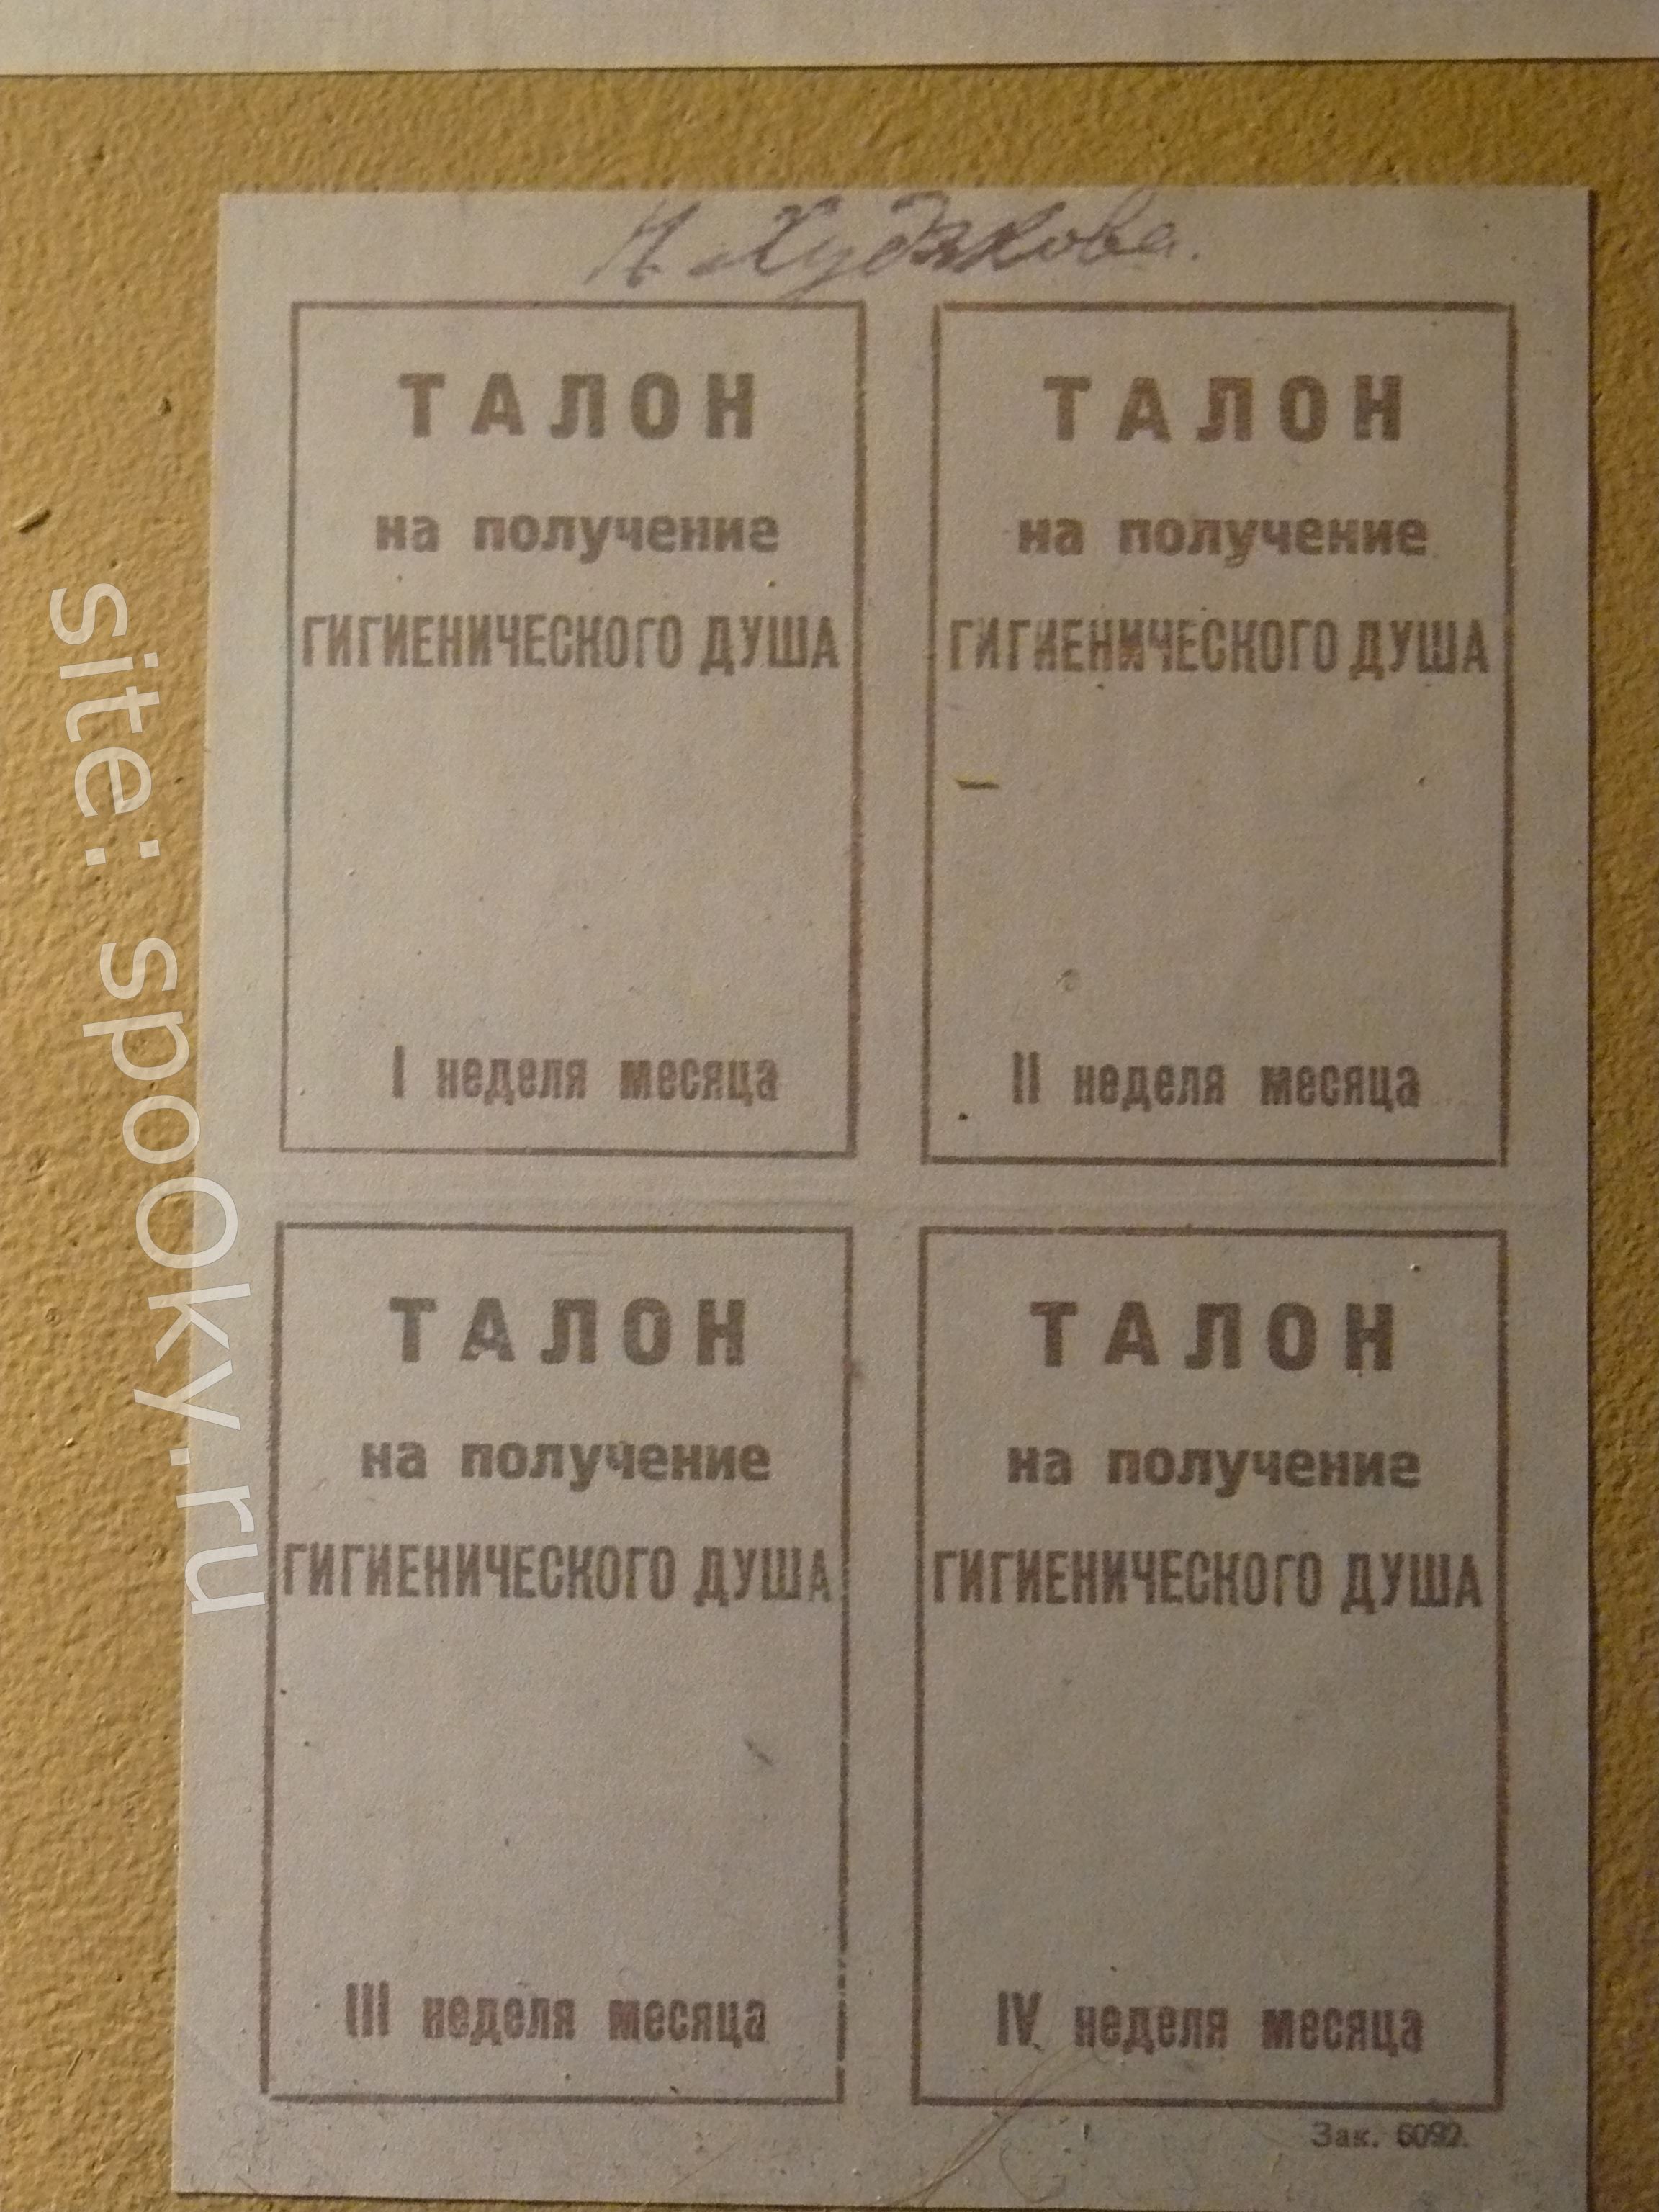 Н. Худякова.
ТАЛОН
на получение
ГИГИЕНИЧЕСКОГО ДУША
I неделя месяца
ТАЛОН
на получение
ГИГИЕНИЧЕСКОГО ДУША
II неделя месяца
ТАЛОН
на получение
ГИГИЕНИЧЕСКОГО ДУША
III неделя месяца
ТАЛОН
на получение
ГИГИЕНИЧЕСКОГО ДУША
IV неделя месяца
Зак. 6092.
site: spoOky.ru